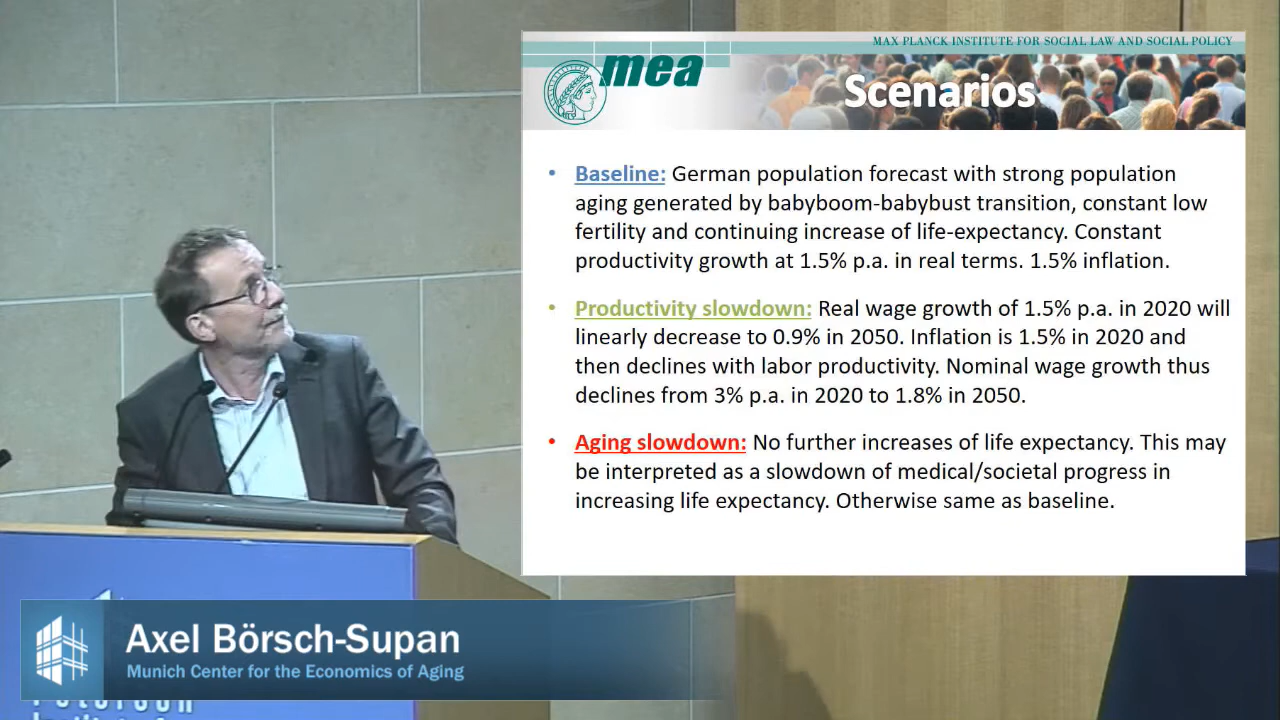 MAX PLANCK INSTITUTE FOR SOCIAL LAW AND SOCIAL POLICY
mea
Scenarios
• Baseline: German population forecast with strong population
aging generated by babyboom-babybust transition, constant low
fertility and continuing increase of life-expectancy. Constant
productivity growth at 1.5% p.a. in real terms. 1.5% inflation.
• Productivity slowdown: Real wage growth of 1.5% p.a. in 2020 will
linearly decrease to 0.9% in 2050. Inflation is 1.5% in 2020 and
then declines with labor productivity. Nominal wage growth thus
declines from 3% p.a. in 2020 to 1.8% in 2050.
• Aging slowdown: No further increases of life expectancy. This may
be interpreted as a slowdown of medical/societal progress in
increasing life expectancy. Otherwise same as baseline.
Axel Börsch-Supan
Munich Center for the Economics of Aging